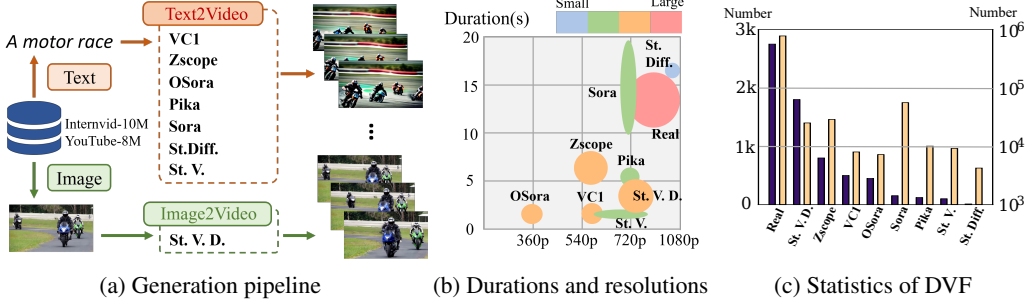 Text2Video
A motor race
VC1
Zscope
OSora
Pika
Sora
St.Diff.
St. V.
Text
Internvid-10M
YouTube-8M
Image
Image2Video
St. V. D.
(a) Generation pipeline
Small
Large
Duration(s)
20
15
10
5
0
St.
Diff.
Sora
Real
Zscope
Pika
OSora
VC1
St. V. D.
St. V.
360p
540p
720p
1080p
(b) Durations and resolutions
Number
Number
3k
2k
1k
0
10⁶
10⁵
10⁴
10³
Real
St. V. D.
Zscope
VC1
OSora
Sora
Pika
St. V.
St. Diff.
(c) Statistics of DVF